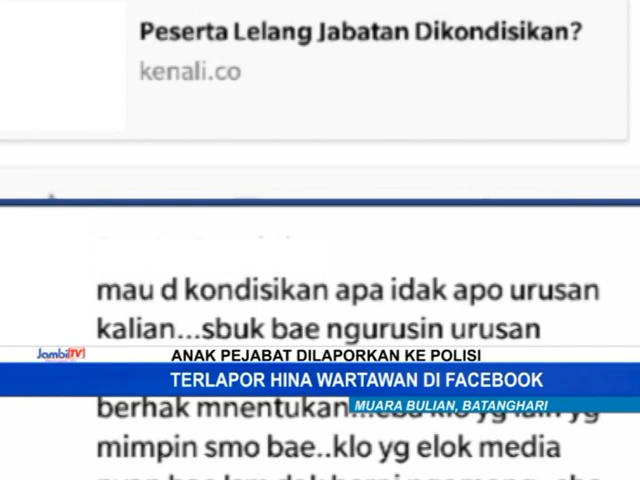 Peserta Lelang Jabatan Dikondisikan?
kenali.co
mau d kondisikan apa idak apo urusan
kalian...sbuk bae ngurusin urusan
JambiTV
ANAK PEJABAT DILAPORKAN KE POLISI
TERLAPOR HINA WARTAWAN DI FACEBOOK
MUARA BULIAN, BATANGHARI
berhak mnentukan...
mimpin smo bae..klo yg elok media